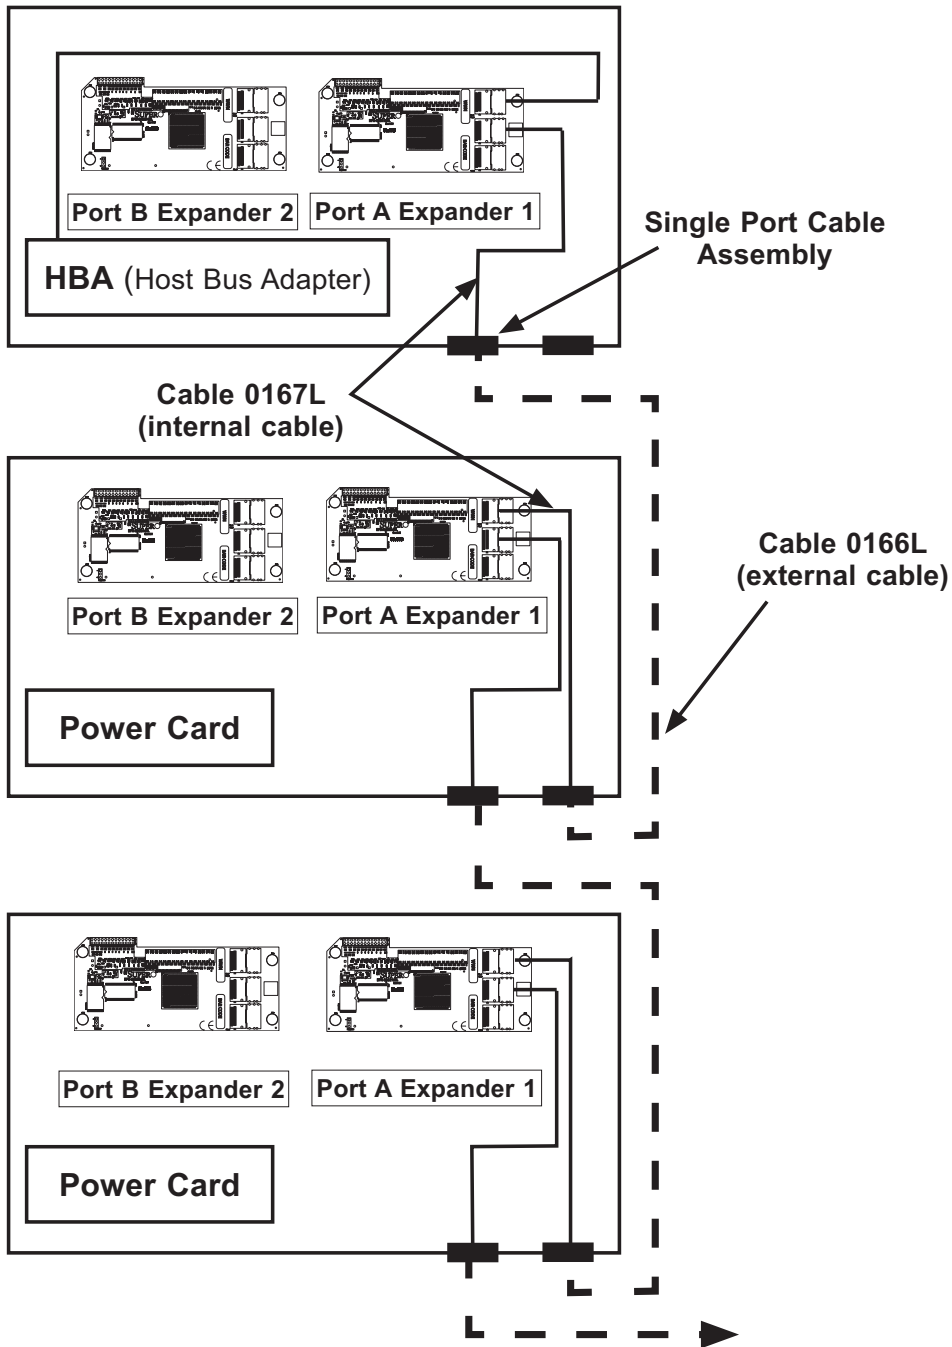 Port B Expander 2
Port A Expander 1
HBA (Host Bus Adapter)
Single Port Cable
Assembly
Cable 0167L
(internal cable)
Port B Expander 2
Port A Expander 1
Cable 0166L
(external cable)
Power Card
Port B Expander 2
Port A Expander 1
Power Card